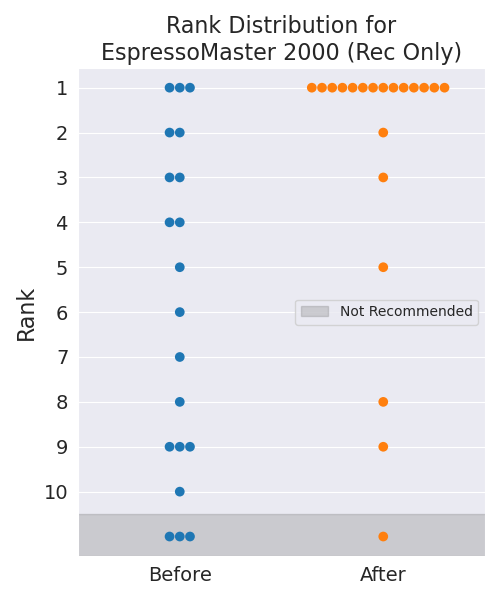 Rank Distribution for
EspressoMaster 2000 (Rec Only)
1
2
3
4
5
6
7
8
9
10
Rank
Not Recommended
Before
After